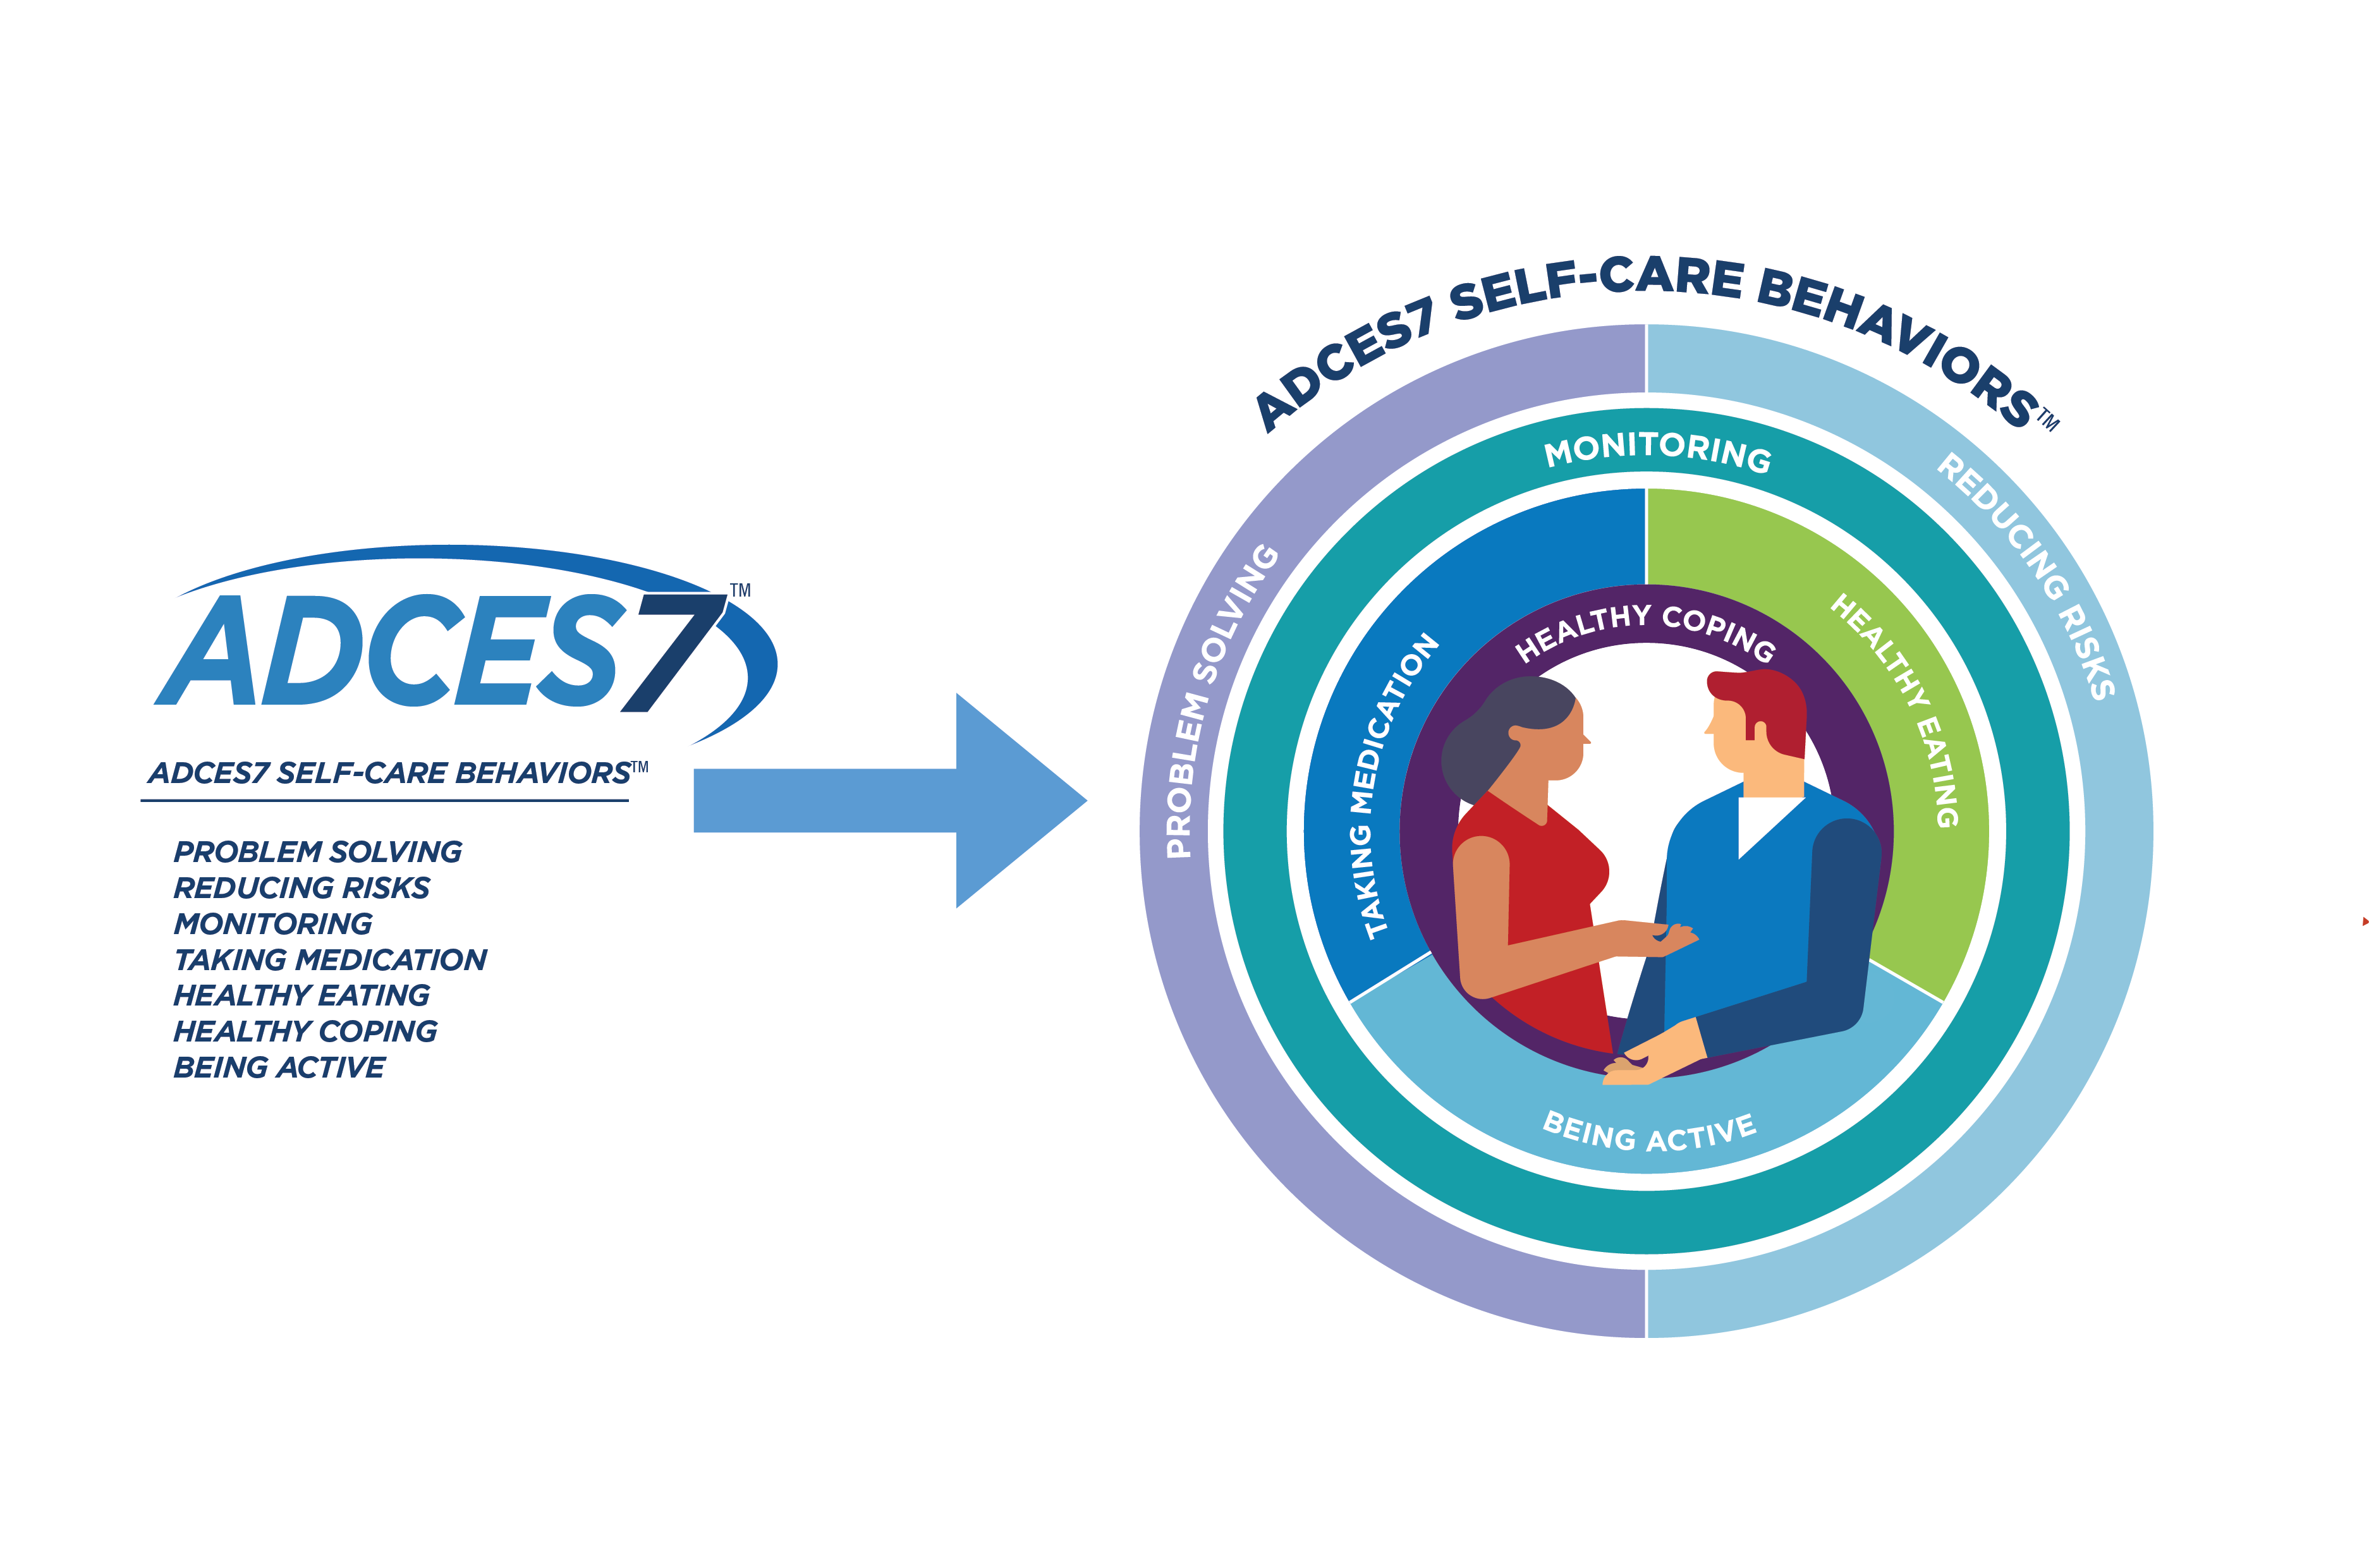 ADCES7™
ADCES7 SELF-CARE BEHAVIORS™
PROBLEM SOLVING
REDUCING RISKS
MONITORING
TAKING MEDICATION
HEALTHY EATING
HEALTHY COPING
BEING ACTIVE
ADCES7 SELF-CARE BEHAVIORS™
PROBLEM SOLVING
REDUCING RISKS
MONITORING
TAKING MEDICATION
HEALTHY COPING
HEALTHY EATING
BEING ACTIVE